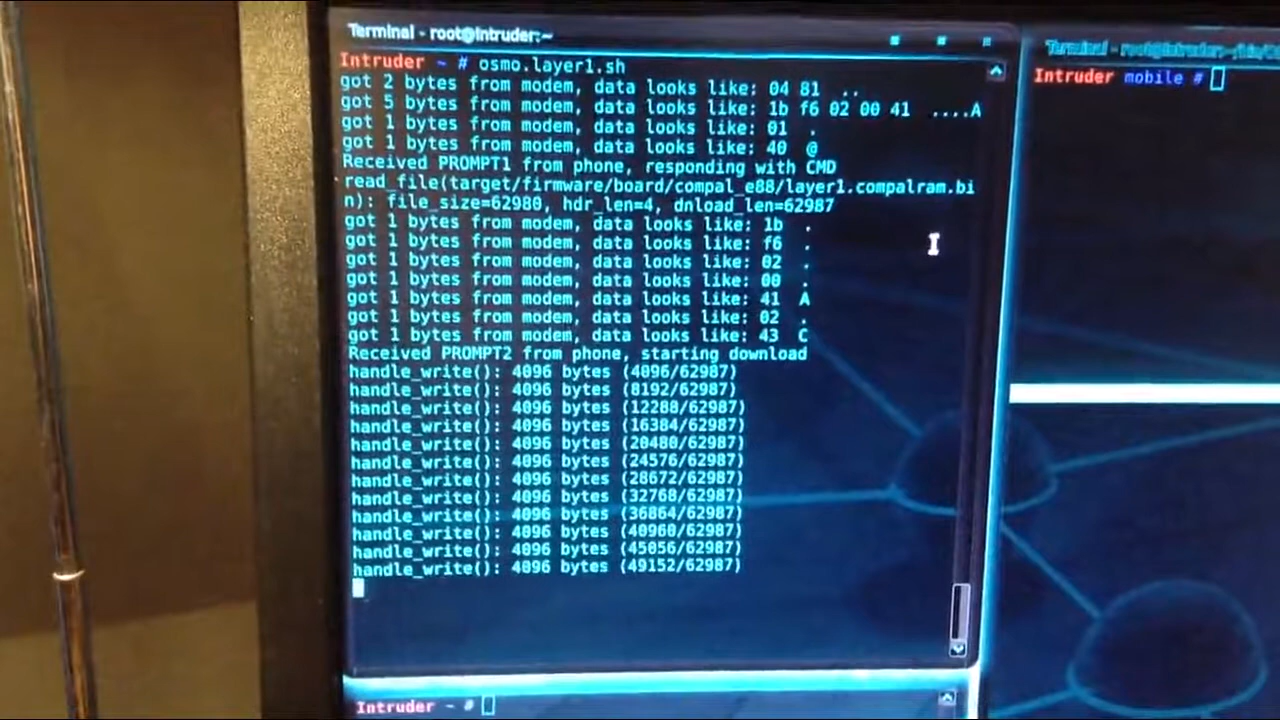 Terminal - root@Intruder:~
Intruder ~ # osmo.layer1.sh
got 2 bytes from modem, data looks like: 04 81  ..
got 5 bytes from modem, data looks like: 1b f6 02 00 41  ....A
got 1 bytes from modem, data looks like: 01  .
got 1 bytes from modem, data looks like: 40  @
Received PROMPT1 from phone, responding with CMD
read_file(target/firmware/board/compal_e88/layer1.compalram.bi
n): file_size=62980, hdr_len=4, dnload_len=62987
got 1 bytes from modem, data looks like: 1b  .
got 1 bytes from modem, data looks like: f6  .
got 1 bytes from modem, data looks like: 02  .
got 1 bytes from modem, data looks like: 00  .
got 1 bytes from modem, data looks like: 41  A
got 1 bytes from modem, data looks like: 02  .
got 1 bytes from modem, data looks like: 43  C
Received PROMPT2 from phone, starting download
handle_write(): 4096 bytes (4096/62987)
handle_write(): 4096 bytes (8192/62987)
handle_write(): 4096 bytes (12288/62987)
handle_write(): 4096 bytes (16384/62987)
handle_write(): 4096 bytes (20480/62987)
handle_write(): 4096 bytes (24576/62987)
handle_write(): 4096 bytes (28672/62987)
handle_write(): 4096 bytes (32768/62987)
handle_write(): 4096 bytes (36864/62987)
handle_write(): 4096 bytes (40960/62987)
handle_write(): 4096 bytes (45056/62987)
handle_write(): 4096 bytes (49152/62987)
Intruder ~ #
Terminal - root@Intruder:~
Intruder mobile #